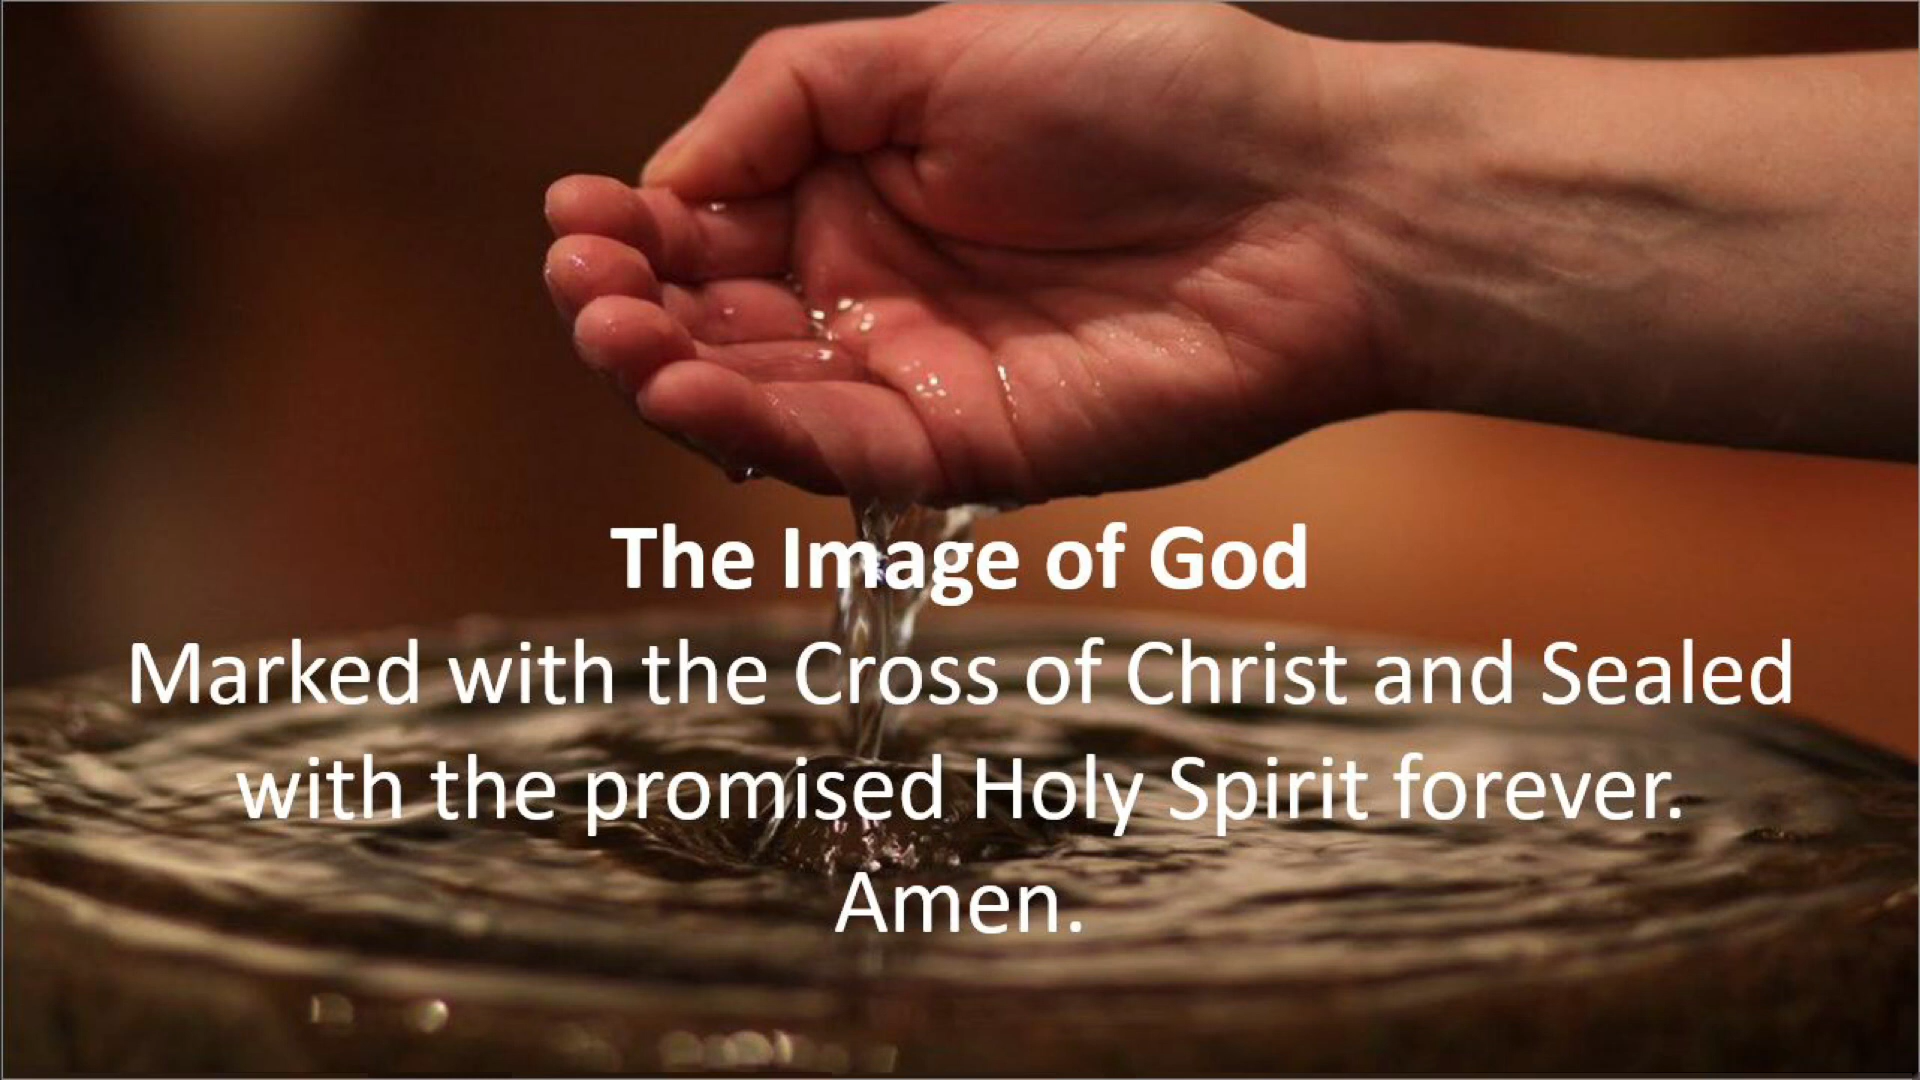 The Image of God
Marked with the Cross of Christ and Sealed
with the promised Holy Spirit forever.
Amen.